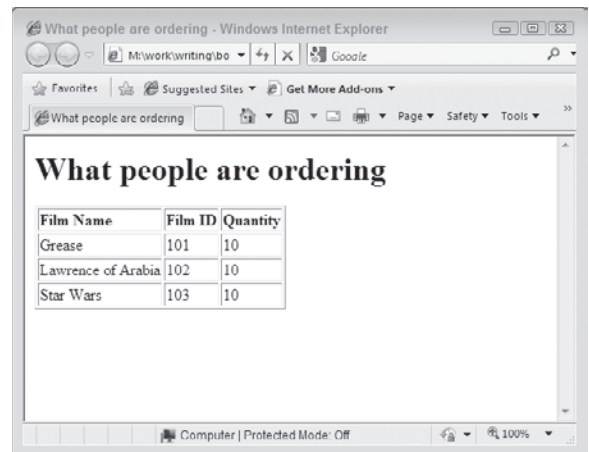 What people are ordering - Windows Internet Explorer
M:\work\writing\bo
Google
Favorites Suggested Sites Get More Add-ons
What people are ordering Page Safety Tools »
What people are ordering
Film Name Film ID Quantity
Grease 101 10
Lawrence of Arabia 102 10
Star Wars 103 10
Computer | Protected Mode: Off 100%